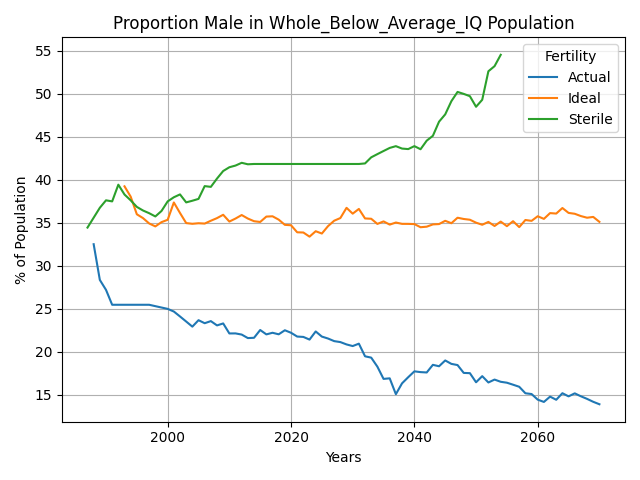 Proportion Male in Whole_Below_Average_IQ Population
Fertility
Actual
Ideal
Sterile
% of Population
55
50
45
40
35
30
25
20
15
2000
2020
2040
2060
Years